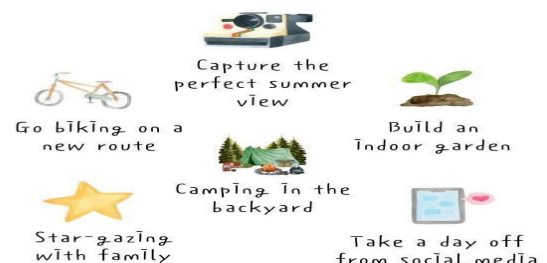 Capture the
perfect summer
view
Go biking on a
new route
Build an
indoor garden
Camping in the
backyard
Star-gazing
with family
Take a day off
from social media